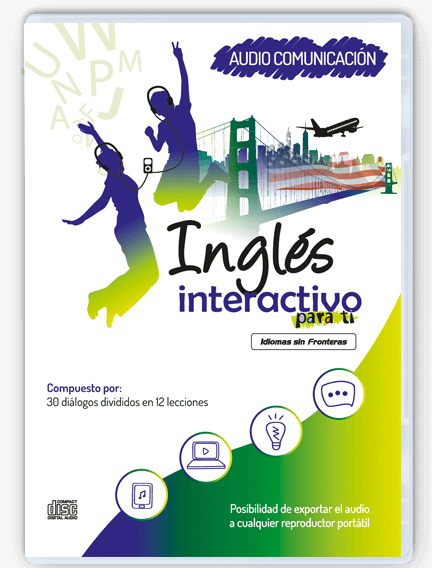 AUDIO COMUNICACIÓN
Inglés
interactivo
para ti
Idiomas sin Fronteras
Compuesto por:
30 diálogos divididos en 12 lecciones
COMPACT
disc
DIGITAL AUDIO
Posibilidad de exportar el audio
a cualquier reproductor portátil